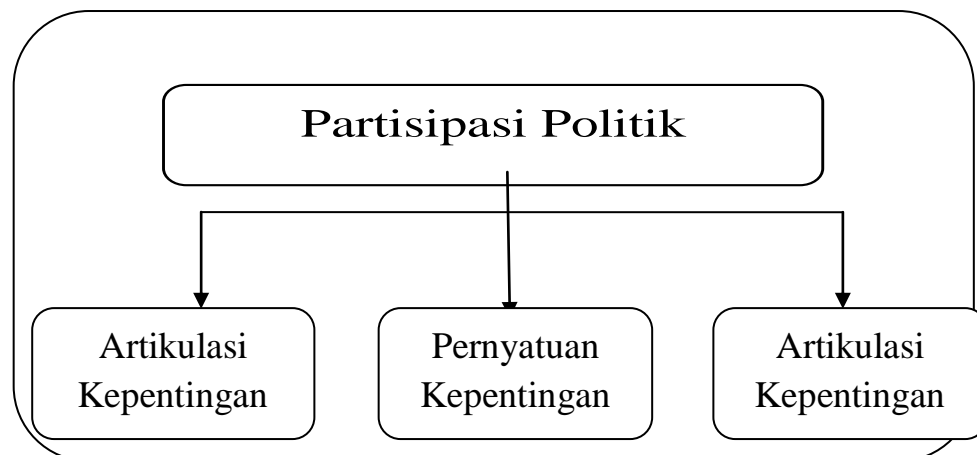 Partisipasi Politik
Artikulasi
Kepentingan
Pernyatuan
Kepentingan
Artikulasi
Kepentingan